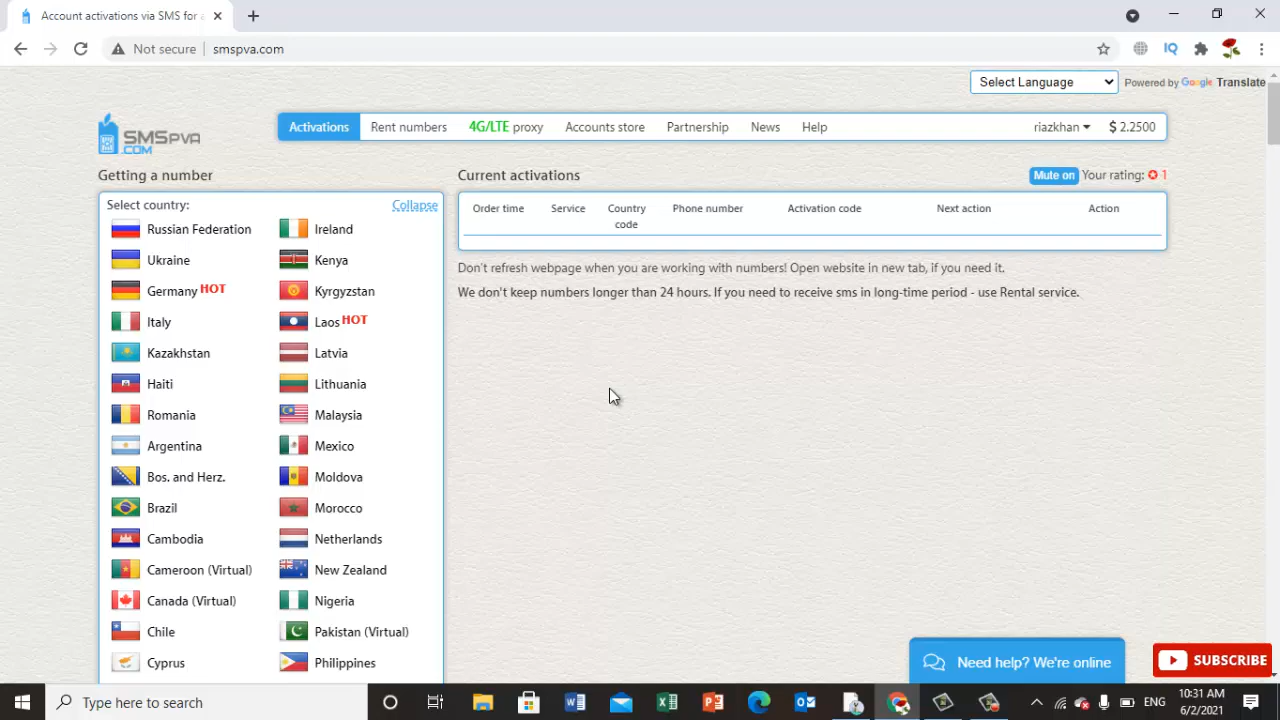 Account activations via SMS for a
Not secure smspva.com
Select Language Powered by Google Translate
SMSPVA .COM
Activations Rent numbers 4G/LTE proxy Accounts store Partnership News Help riazkhan $ 2.2500
Getting a number
Current activations
Mute on Your rating: 1
Select country: Collapse
Order time Service Country code Phone number Activation code Next action Action
Don't refresh webpage when you are working with numbers! Open website in new tab, if you need it.
We don't keep numbers longer than 24 hours. If you need to receive sms in long-time period - use Rental service.
Russian Federation Ireland
Ukraine Kenya
Germany HOT Kyrgyzstan
Italy Laos HOT
Kazakhstan Latvia
Haiti Lithuania
Romania Malaysia
Argentina Mexico
Bos. and Herz. Moldova
Brazil Morocco
Cambodia Netherlands
Cameroon (Virtual) New Zealand
Canada (Virtual) Nigeria
Chile Pakistan (Virtual)
Cyprus Philippines
Need help? We're online
SUBSCRIBE
Type here to search
ENG
10:31 AM
6/2/2021